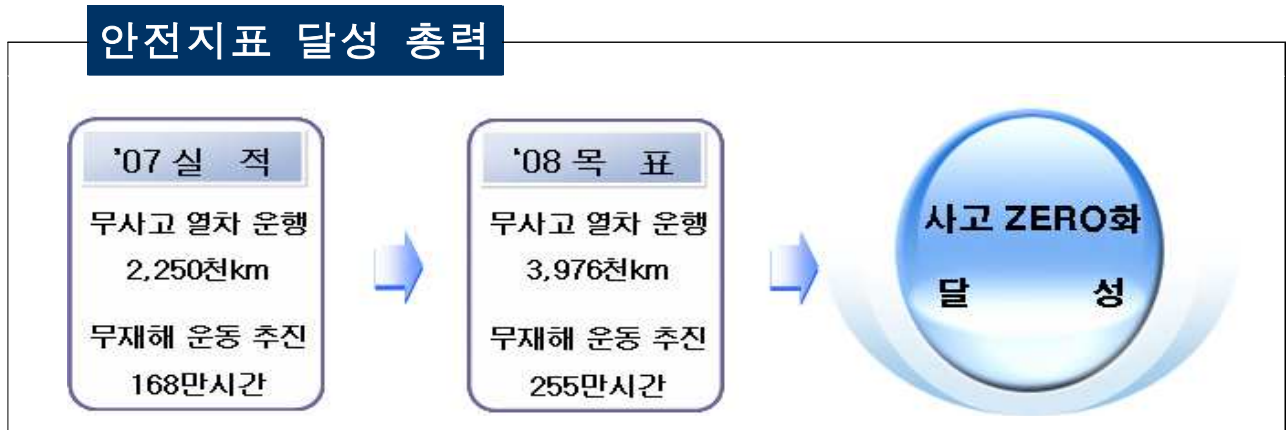 안전지표 달성 총력
'07 실 적
무사고 열차 운행
2,250천km
무재해 운동 추진
168만시간
‘08 목 표
무사고 열차 운행
3,976천km
무재해 운동 추진
255만시간
사고 ZERO화
달 성